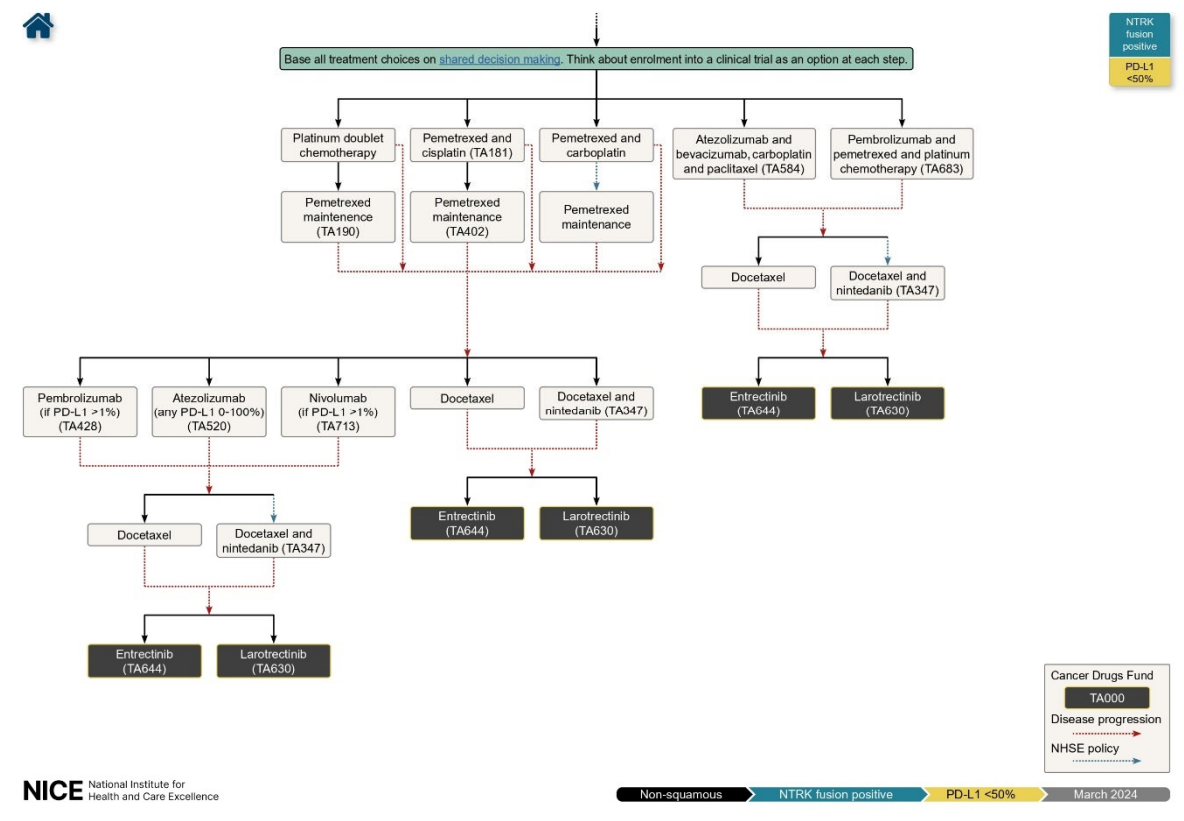 NTRK
fusion
positive
PD-L1
<50%
Base all treatment choices on shared decision making. Think about enrolment into a clinical trial as an option at each step.
Platinum doublet
chemotherapy
Pemetrexed and
cisplatin (TA181)
Pemetrexed and
carboplatin
Atezolizumab and
bevacizumab, carboplatin
and paclitaxel (TA584)
Pembrolizumab and
pemetrexed and platinum
chemotherapy (TA683)
Pemetrexed
maintenence
(TA190)
Pemetrexed
maintenance
(TA402)
Pemetrexed
maintenance
Docetaxel
Docetaxel and
nintedanib (TA347)
Entrectinib
(TA644)
Larotrectinib
(TA630)
Pembrolizumab
(if PD-L1 >1%)
(TA428)
Atezolizumab
(any PD-L1 0-100%)
(TA520)
Nivolumab
(if PD-L1 >1%)
(TA713)
Docetaxel
Docetaxel and
nintedanib (TA347)
Entrectinib
(TA644)
Larotrectinib
(TA630)
Docetaxel
Docetaxel and
nintedanib (TA347)
Entrectinib
(TA644)
Larotrectinib
(TA630)
Cancer Drugs Fund
TA000
Disease progression
NHSE policy
NICE National Institute for
Health and Care Excellence
Non-squamous
NTRK fusion positive
PD-L1 <50%
March 2024